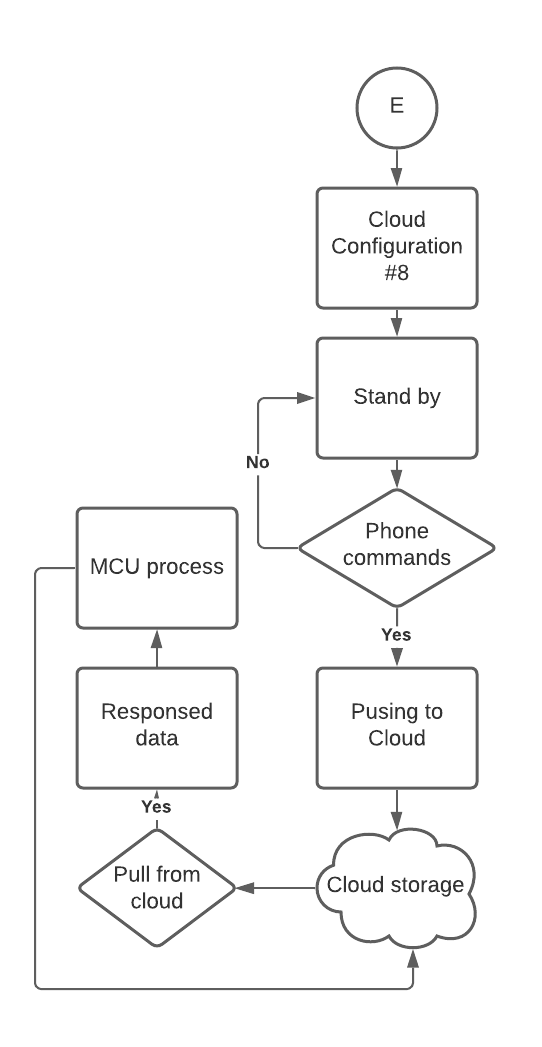 E
Cloud
Configuration
#8
Stand by
No
Phone
commands
Yes
Pusing to
Cloud
Cloud storage
Pull from
cloud
Yes
Responsed
data
MCU process